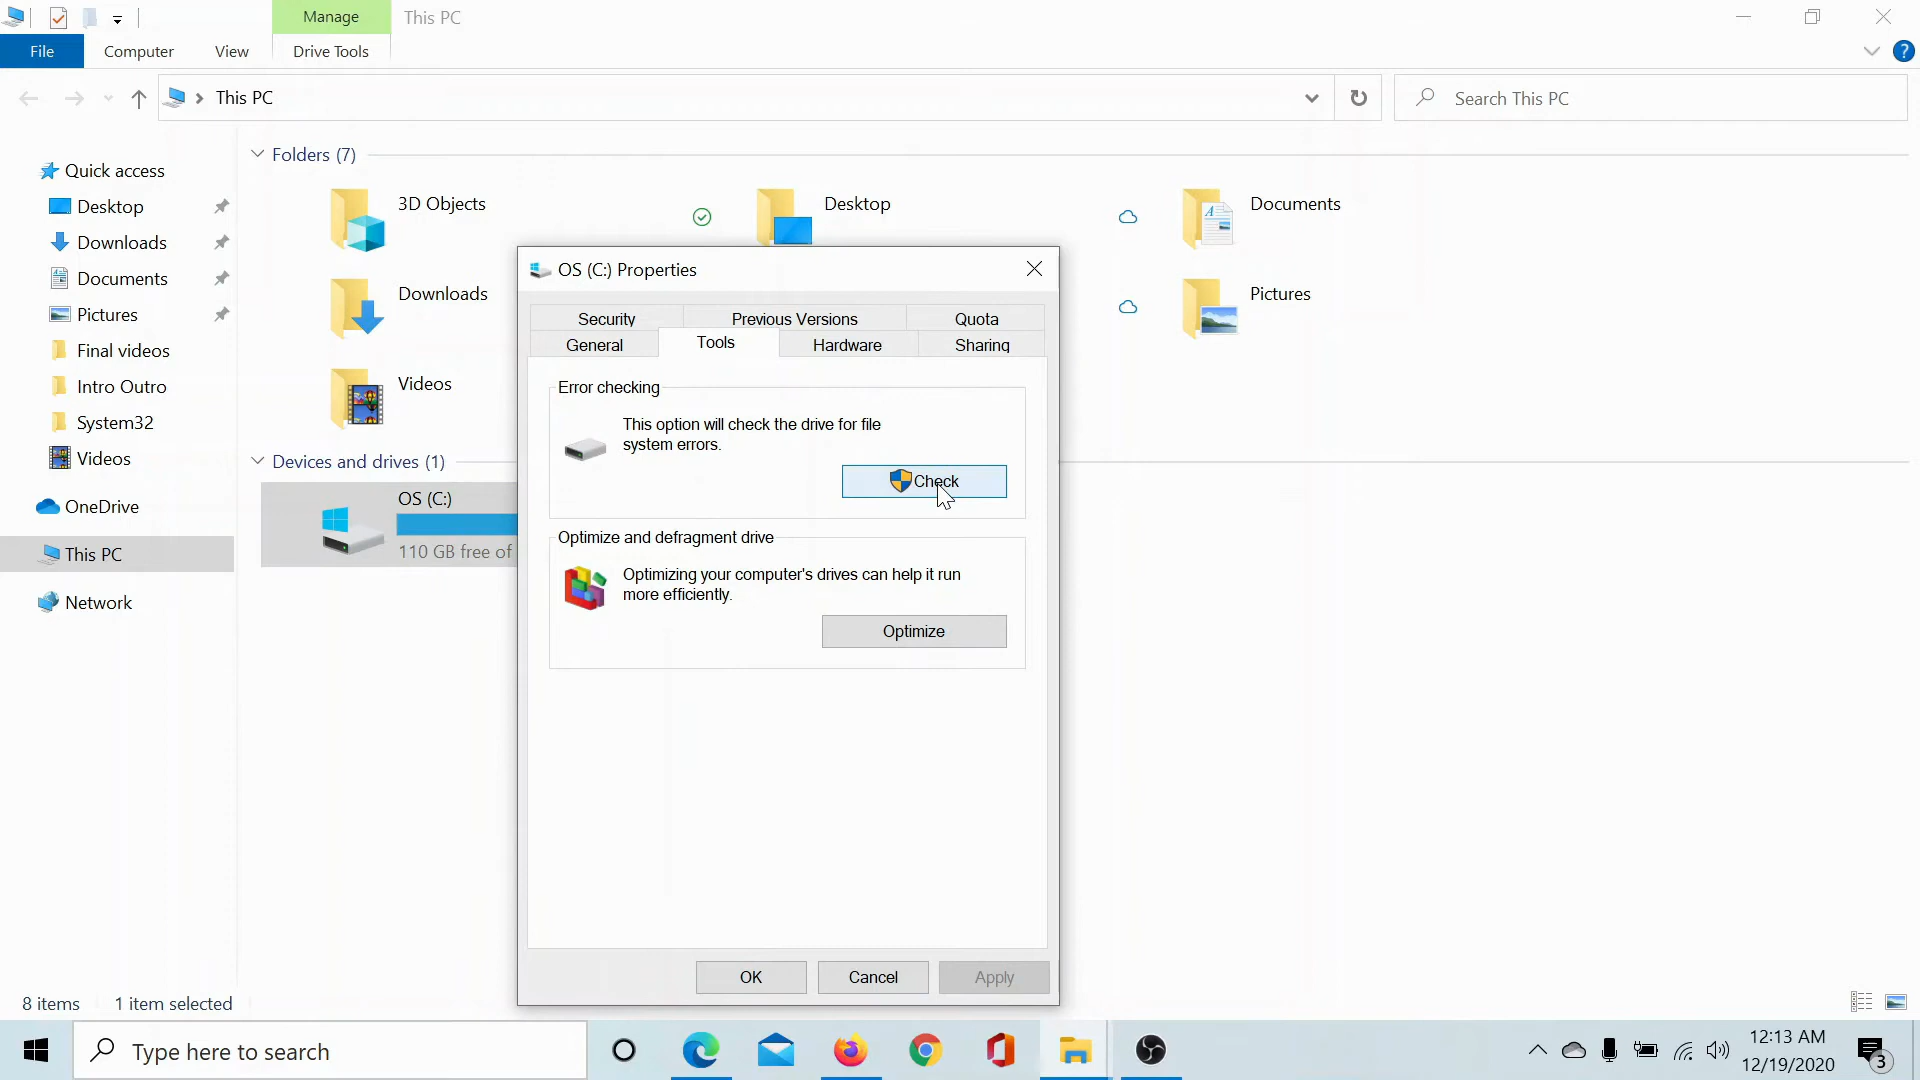 Manage
This PC
File
Computer
View
Drive Tools
This PC
Search This PC
Quick access
Desktop
Downloads
Documents
Pictures
Final videos
Intro Outro
System32
Videos
OneDrive
This PC
Network
Folders (7)
3D Objects
Desktop
Documents
Downloads
Pictures
Videos
Devices and drives (1)
OS (C:)
110 GB free of
OS (C:) Properties
Security
Previous Versions
Quota
General
Tools
Hardware
Sharing
Error checking
This option will check the drive for file
system errors.
Check
Optimize and defragment drive
Optimizing your computer's drives can help it run
more efficiently.
Optimize
OK
Cancel
Apply
8 items
1 item selected
Type here to search
12:13 AM
12/19/2020
3